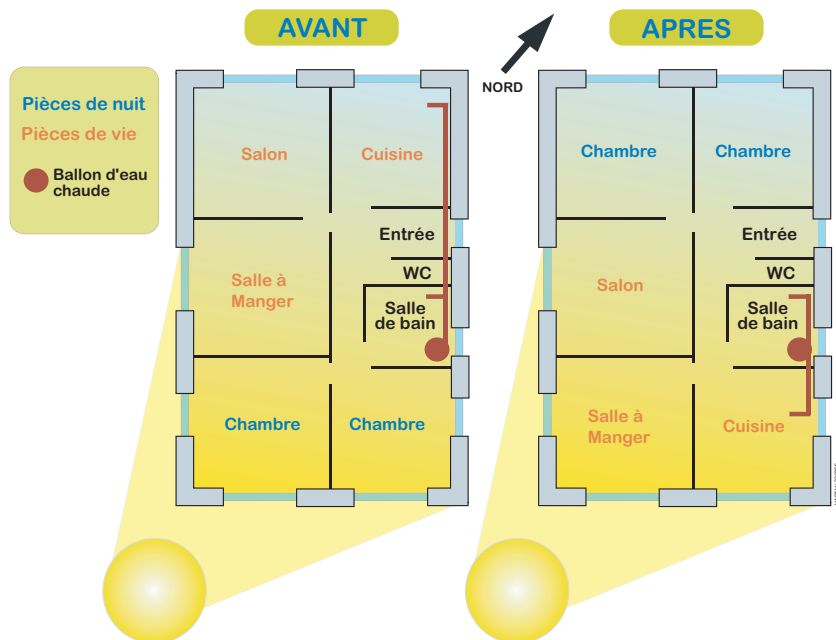 AVANT
APRES
NORD
Pièces de nuit
Pièces de vie
Ballon d'eau
chaude
Salon
Cuisine
Entrée
WC
Salle à
Manger
Salle
de bain
Chambre
Chambre
Chambre
Chambre
Entrée
WC
Salon
Salle
de bain
Salle à
Manger
Cuisine